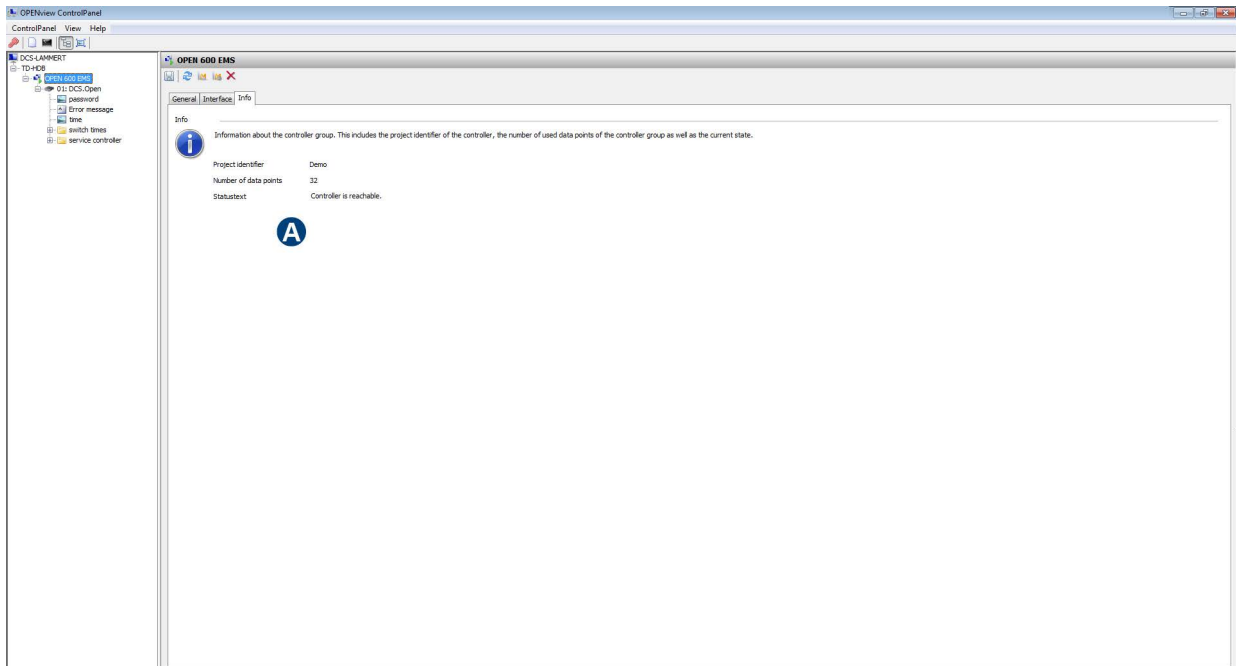 OPENview ControlPanel
ControlPanel View Help
DCS-LAMMERT
TD-HDB
OPEN 600 EMS
01: DCS.Open
password
Error message
time
switch times
service controller
OPEN 600 EMS
General Interface Info
Info
Information about the controller group. This includes the project identifier of the controller, the number of used data points of the controller group as well as the current state.
Project identifier Demo
Number of data points 32
Statustext Controller is reachable.
A